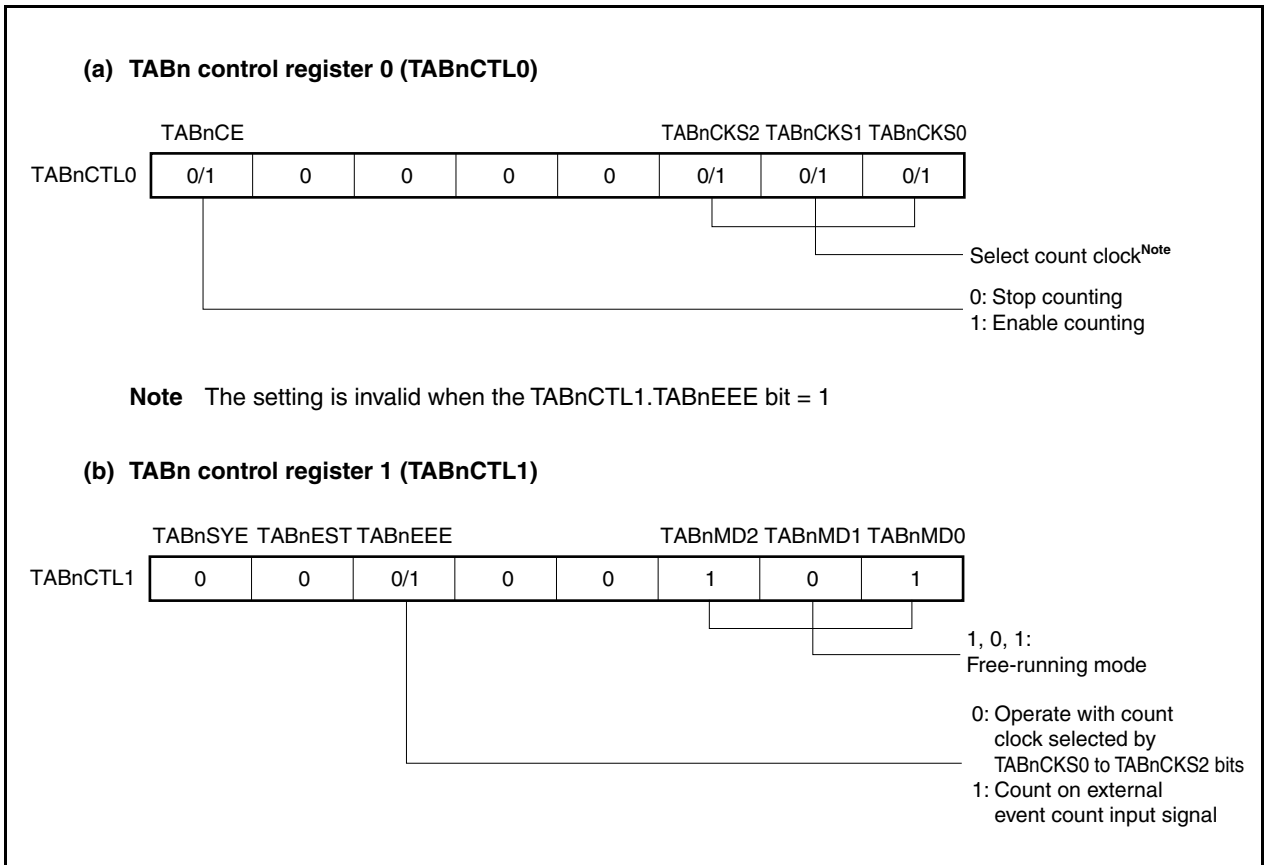 (a) TABn control register 0 (TABnCTL0)
TABnCE TABnCKS2 TABnCKS1 TABnCKS0
TABnCTL0 0/1 0 0 0 0 0/1 0/1 0/1
Select count clockNote
0: Stop counting
1: Enable counting
Note The setting is invalid when the TABnCTL1.TABnEEE bit = 1
(b) TABn control register 1 (TABnCTL1)
TABnSYE TABnEST TABnEEE TABnMD2 TABnMD1 TABnMD0
TABnCTL1 0 0 0/1 0 0 1 0 1
1, 0, 1:
Free-running mode
0: Operate with count
clock selected by
TABnCKS0 to TABnCKS2 bits
1: Count on external
event count input signal